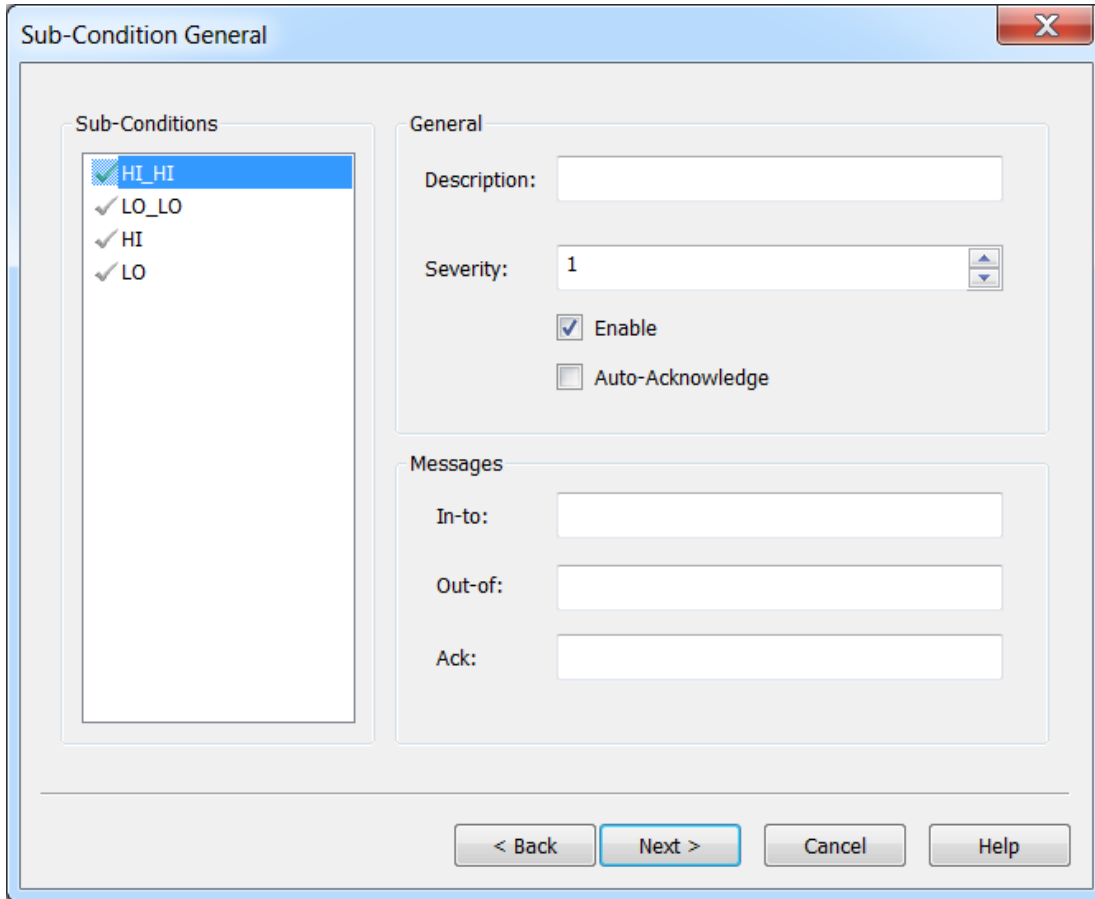 Sub-Condition General
Sub-Conditions
HI_HI
LO_LO
HI
LO
General
Description:
Severity: 1
Enable
Auto-Acknowledge
Messages
In-to:
Out-of:
Ack:
< Back Next > Cancel Help